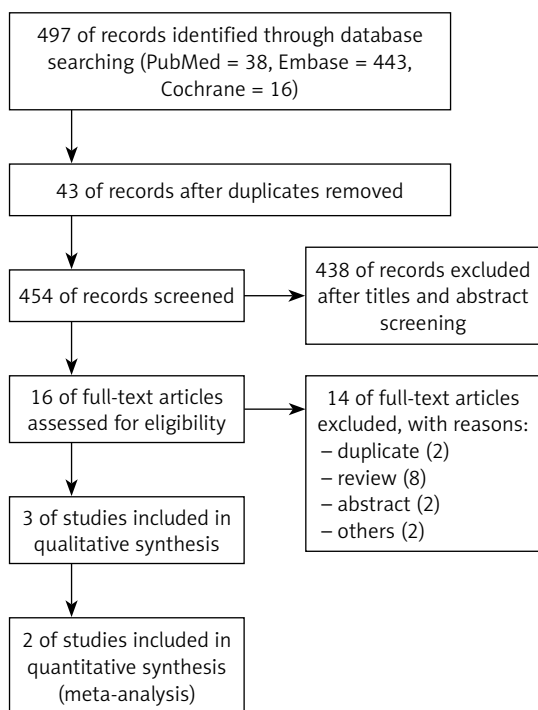 497 of records identified through database
searching (PubMed = 38, Embase = 443,
Cochrane = 16)
43 of records after duplicates removed
454 of records screened
438 of records excluded
after titles and abstract
screening
16 of full-text articles
assessed for eligibility
14 of full-text articles
excluded, with reasons:
– duplicate (2)
– review (8)
– abstract (2)
– others (2)
3 of studies included in
qualitative synthesis
2 of studies included in
quantitative synthesis
(meta-analysis)